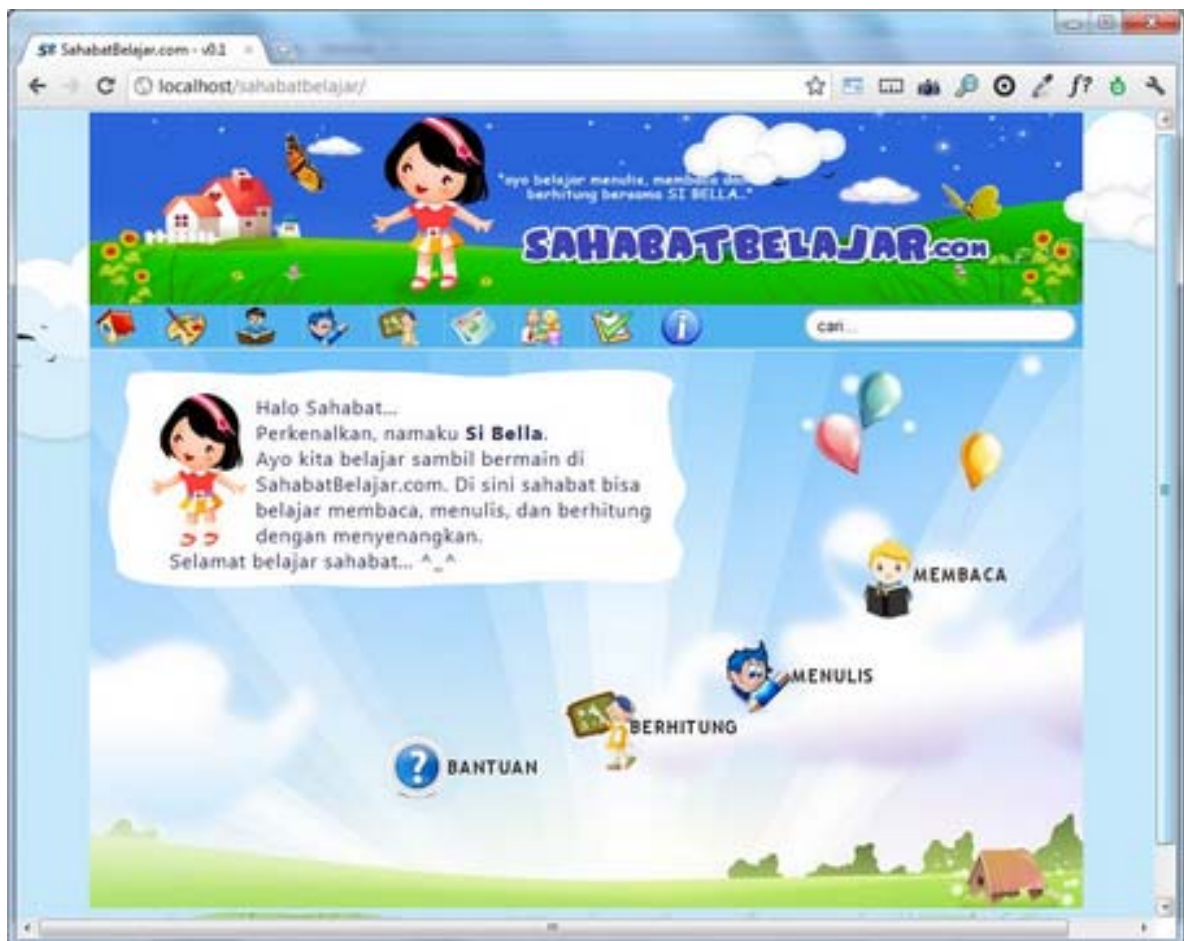 SahabatBelajar.com - v0.1
localhost/sahabatbelajar/
f?
"ayo belajar menulis, membaca
berhitung bersama SI BELLA.."
SAHABATBELAJAR.COM
cari...
Halo Sahabat...
Perkenalkan, namaku Si Bella.
Ayo kita belajar sambil bermain di
SahabatBelajar.com. Di sini sahabat bisa
belajar membaca, menulis, dan berhitung
dengan menyenangkan.
Selamat belajar sahabat... ^_^
MEMBACA
MENULIS
BERHITUNG
BANTUAN